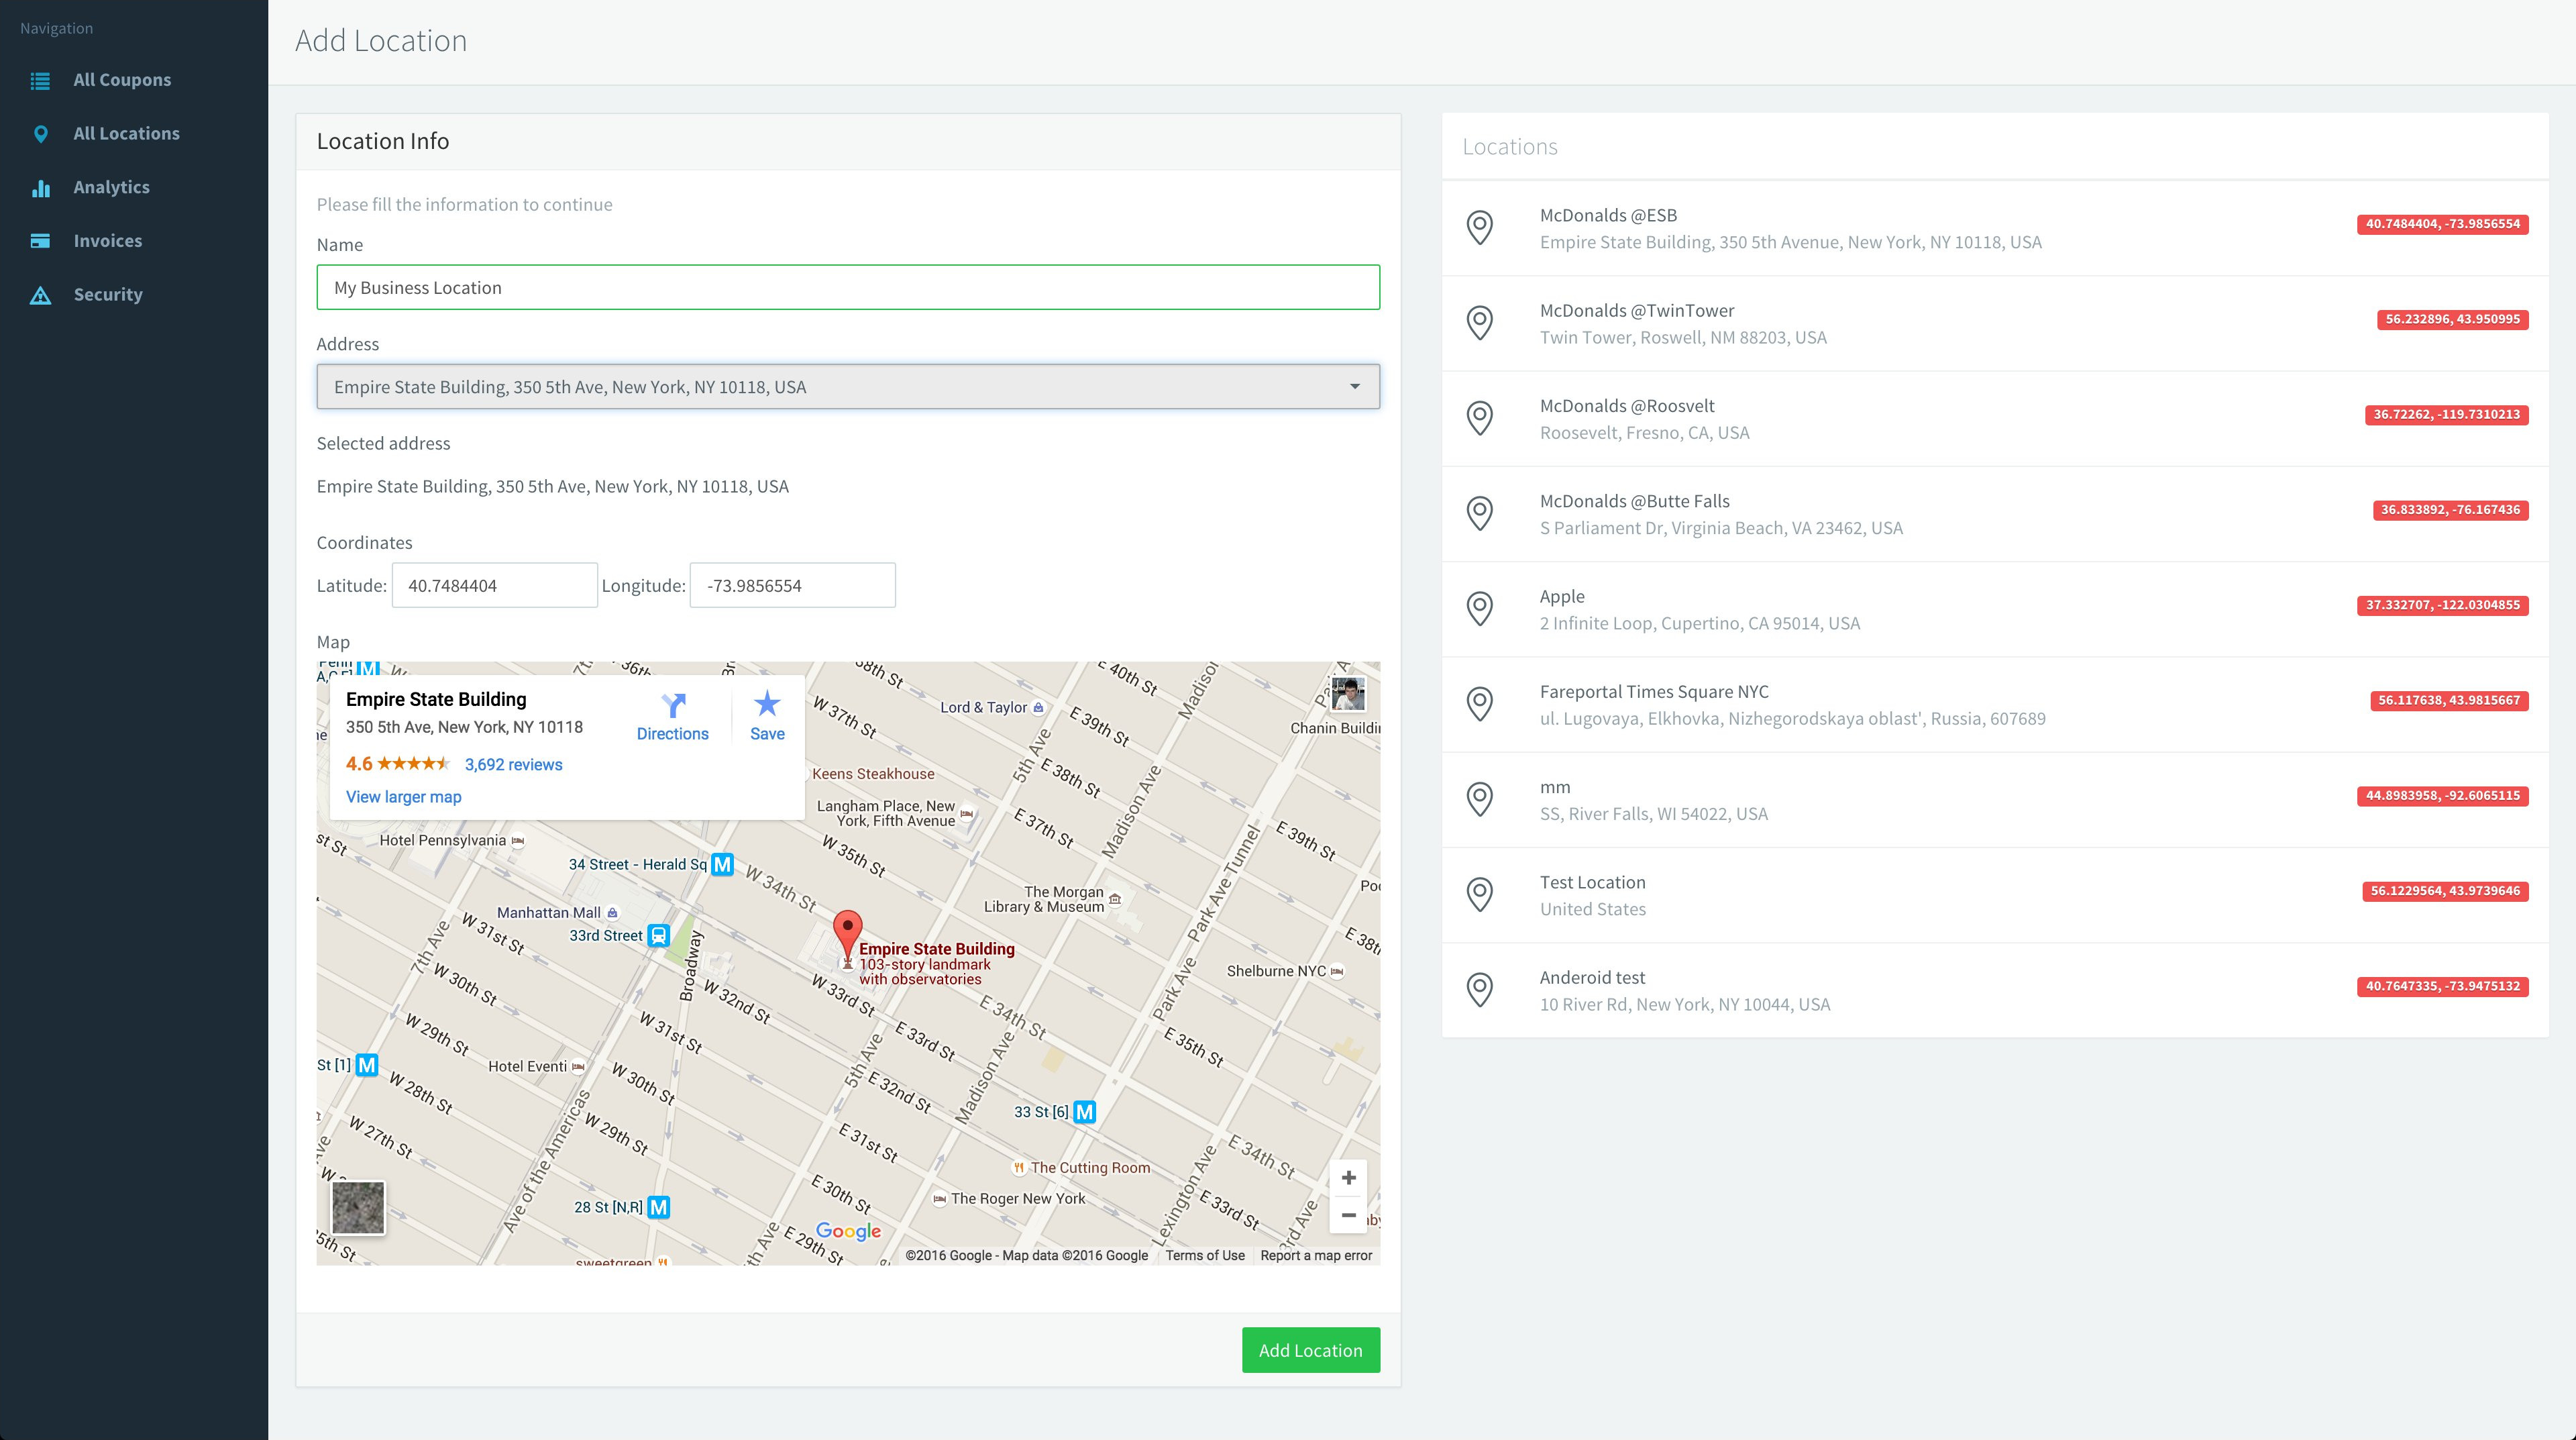 Navigation
All Coupons
All Locations
Analytics
Invoices
Security
Add Location
Location Info
Please fill the information to continue
Name
My Business Location
Address
Empire State Building, 350 5th Ave, New York, NY 10118, USA
Selected address
Empire State Building, 350 5th Ave, New York, NY 10118, USA
Coordinates
Latitude: 40.7484404 Longitude: -73.9856554
Map
Empire State Building
350 5th Ave, New York, NY 10118
4.6 3,692 reviews
View larger map
Directions
Save
W 37th St
Lord & Taylor
E 40th St
E 39th St
5th Ave
E 38th St
Keens Steakhouse
Langham Place, New
York, Fifth Avenue
E 37th St
Madison Ave
W 35th St
Park Ave Tunnel
E 39th St
Hotel Pennsylvania
34 Street - Herald Sq M
W 34th St
The Morgan
Library & Museum
Manhattan Mall
33rd Street
W 31st St
7th Ave
W 30th St
Broadway
Empire State Building
103-story landmark
with observatories
Shelburne NYC
Park Ave
W 33rd St
W 32nd St
E 34th St
W 31st St
E 33rd St
E 35th St
W 29th St
Hotel Eventi
St [1] M
W 28th St
W 30th St
5th Ave
E 32nd St
Madison Ave
33 St [6] M
W 29th St
W 27th St
E 31st St
E 34th St
Ave of the Americas
The Cutting Room
E 30th St
The Roger New York
Lexington Ave
E 33rd St
3rd Ave
28 St [N,R] M
Google
E 29th St
sweetgreen
©2016 Google - Map data ©2016 Google Terms of Use Report a map error
Add Location
Locations
McDonalds @ESB
Empire State Building, 350 5th Avenue, New York, NY 10118, USA
40.7484404, -73.9856554
McDonalds @TwinTower
Twin Tower, Roswell, NM 88203, USA
56.232896, 43.950995
McDonalds @Roosvelt
Roosevelt, Fresno, CA, USA
36.72262, -119.7310213
McDonalds @Butte Falls
S Parliament Dr, Virginia Beach, VA 23462, USA
36.833892, -76.167436
Apple
2 Infinite Loop, Cupertino, CA 95014, USA
37.332707, -122.0304855
Fareportal Times Square NYC
ul. Lugovaya, Elkhovka, Nizhegorodskaya oblast', Russia, 607689
56.117638, 43.9815667
mm
SS, River Falls, WI 54022, USA
44.8983958, -92.6065115
Test Location
United States
56.1229564, 43.9739646
Anderoid test
10 River Rd, New York, NY 10044, USA
40.7647335, -73.9475132